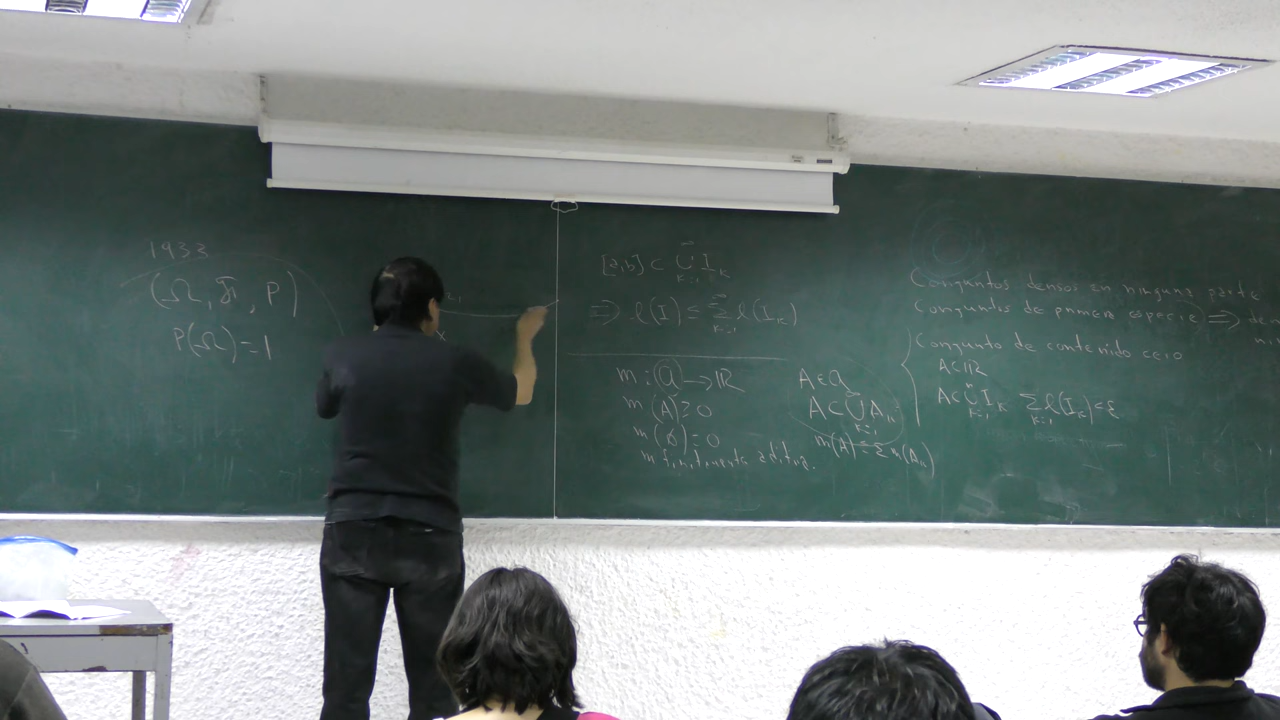 1933
(Ω, ℱ, P)
P(Ω)=1
[a,b] ⊂ ∪ I_k
k=1
⇒ l(I) ≤ Σ l(I_k)
k=1
m: a → ℝ
m(A) ≥ 0
m(∅) = 0
m finitamente aditiva.
A ∈ a
A ⊂ ∪ A_n
m(A) = Σ m(A_n)
Conjuntos densos en ninguna parte
Conjuntos de primera especie ⇒
Conjunto de contenido cero
A ⊂ ℝ
A ⊂ ∪ I_k Σ l(I_k) < ε
k=1 k=1